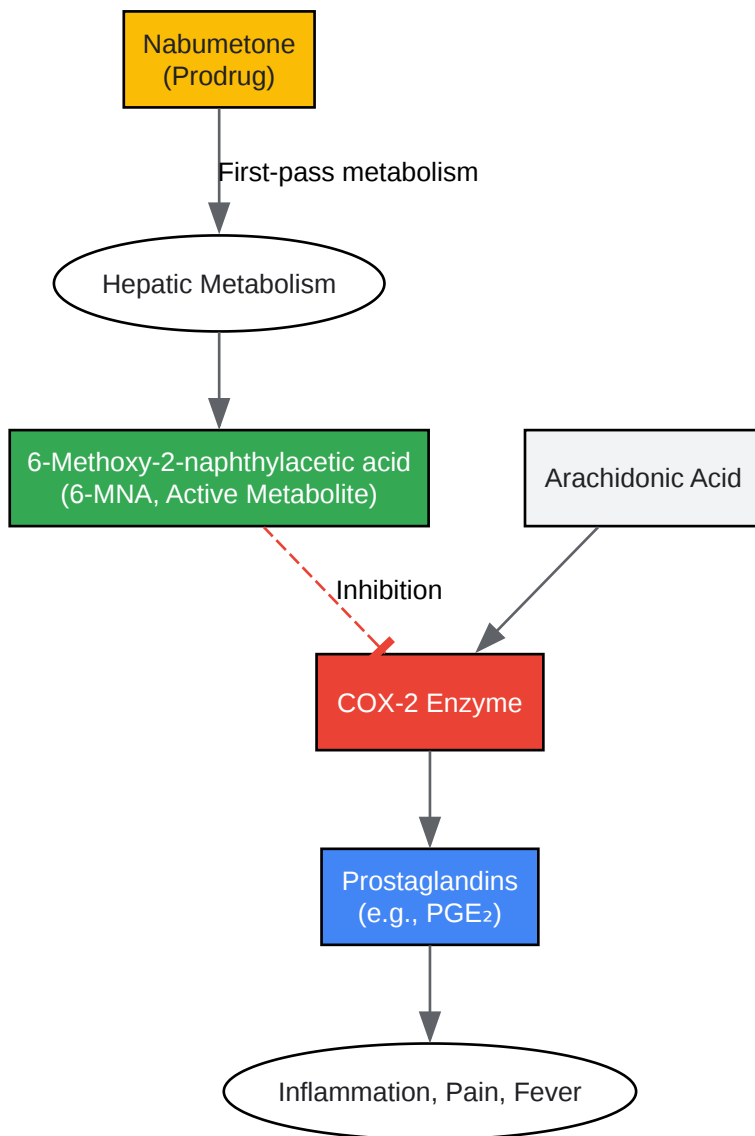 Nabumetone
(Prodrug)
First-pass metabolism
Hepatic Metabolism
6-Methoxy-2-naphthylacetic acid
(6-MNA, Active Metabolite)
Arachidonic Acid
Inhibition
COX-2 Enzyme
Prostaglandins
(e.g., PGE₂)
Inflammation, Pain, Fever